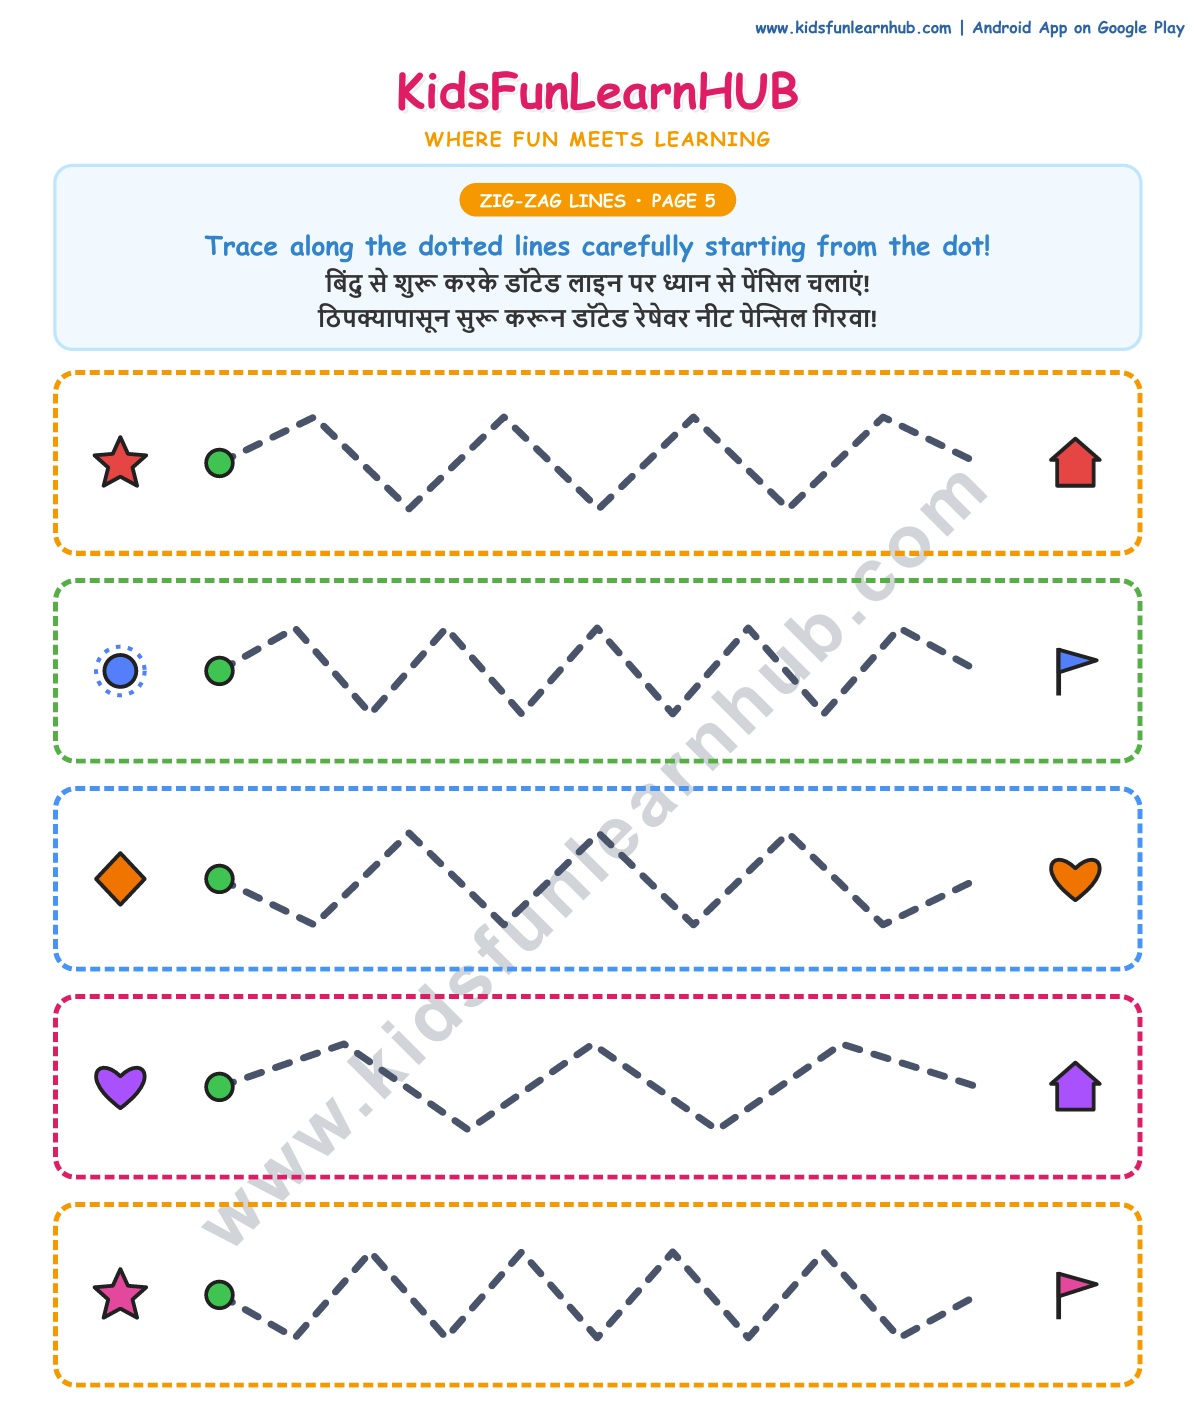 www.kidsfunlearnhub.com | Android App on Google Play
KidsFunLearnHUB
WHERE FUN MEETS LEARNING
ZIG-ZAG LINES • PAGE 5
Trace along the dotted lines carefully starting from the dot!
बिंदु से शुरू करके डॉटेड लाइन पर ध्यान से पेंसिल चलाएं!
ठिपक्यापासून सुरू करून डॉटेड रेषेवर नीट पेन्सिल गिरवा!
www.kidsfunlearnhub.com